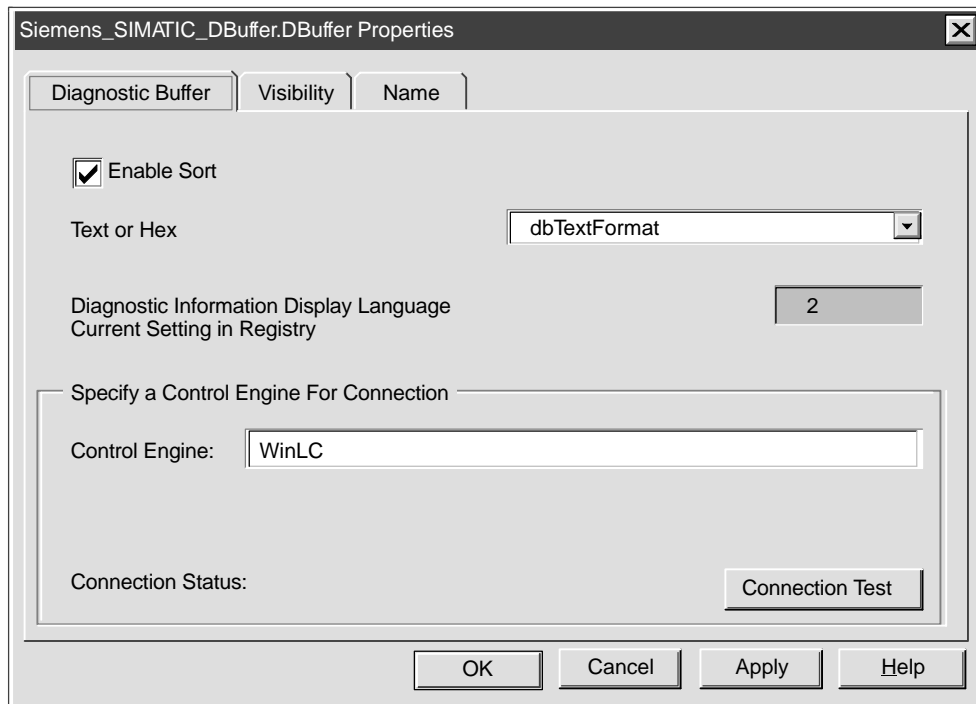 Siemens_SIMATIC_DBuffer.DBuffer Properties
Diagnostic Buffer Visibility Name
Enable Sort
Text or Hex dbTextFormat
Diagnostic Information Display Language 2
Current Setting in Registry
Specify a Control Engine For Connection
Control Engine: WinLC
Connection Status: Connection Test
OK Cancel Apply Help